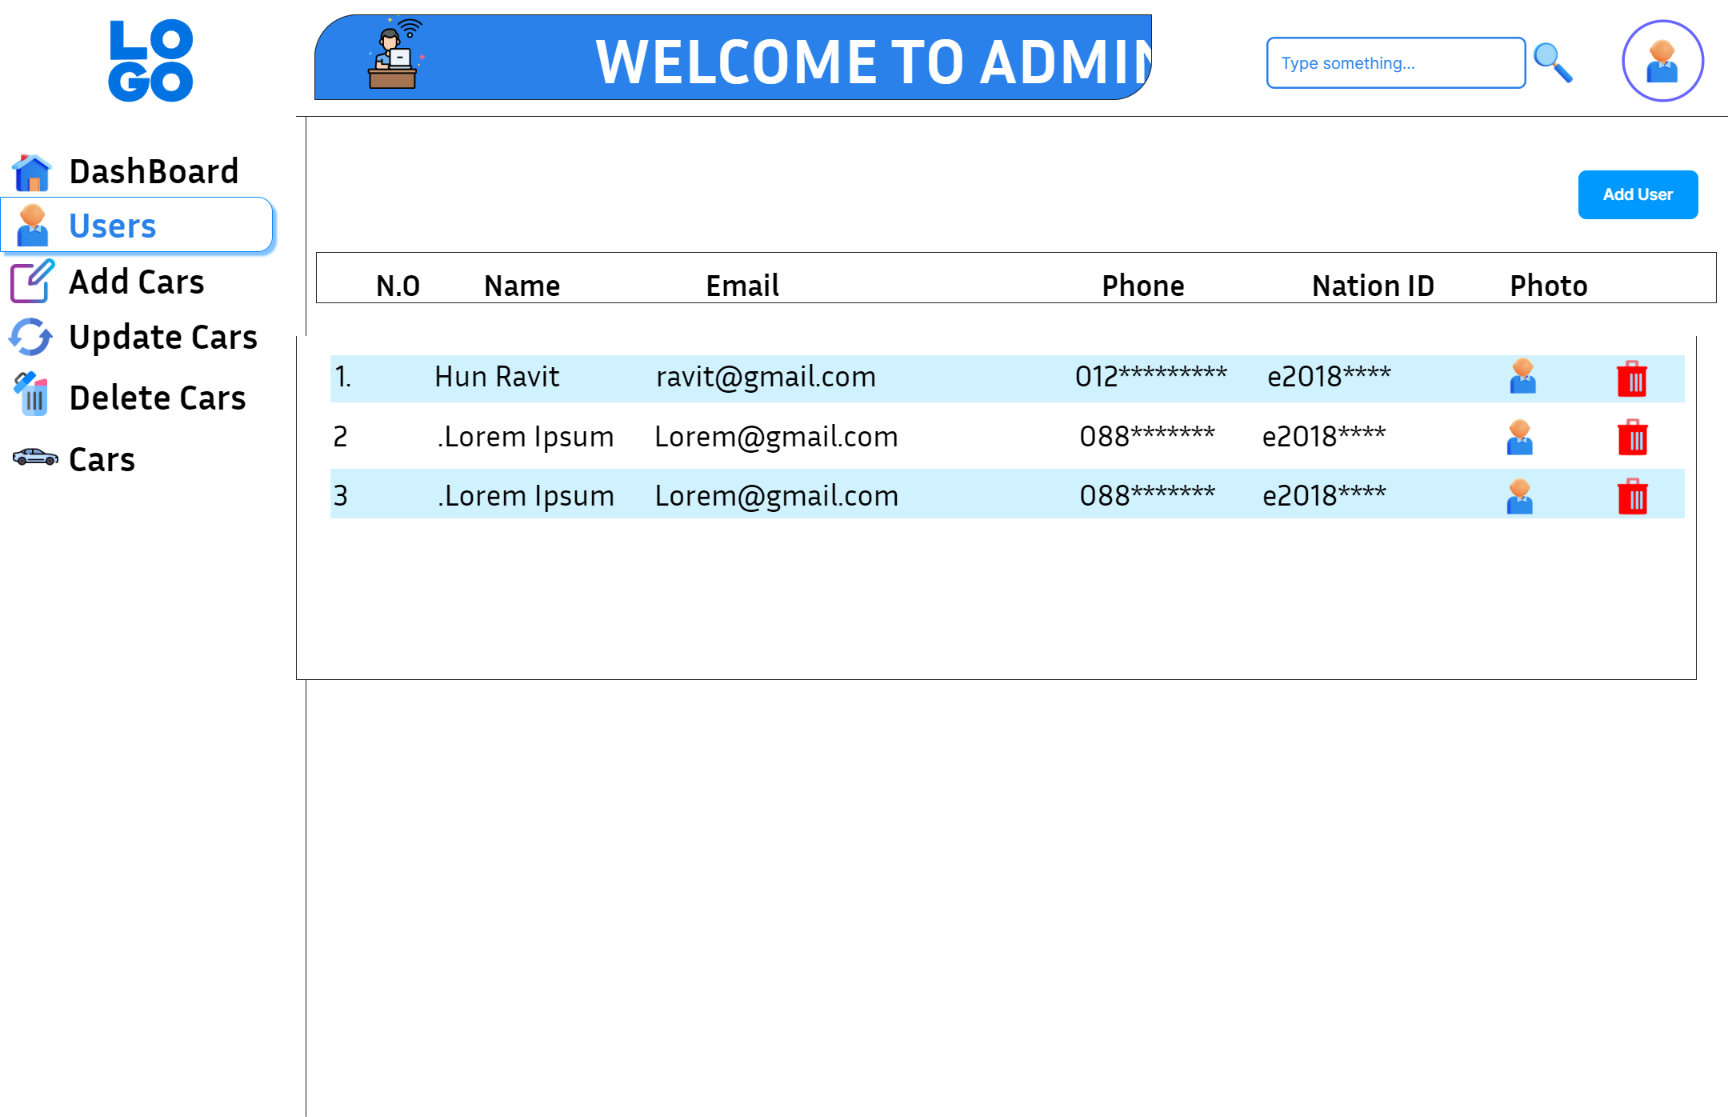 LO
GO
WELCOME TO ADMIN
Type something...
DashBoard
Users
Add Cars
Update Cars
Delete Cars
Cars
Add User
N.O Name Email Phone Nation ID Photo
1. Hun Ravit ravit@gmail.com 012********* e2018****
2 .Lorem Ipsum Lorem@gmail.com 088******* e2018****
3 .Lorem Ipsum Lorem@gmail.com 088******* e2018****